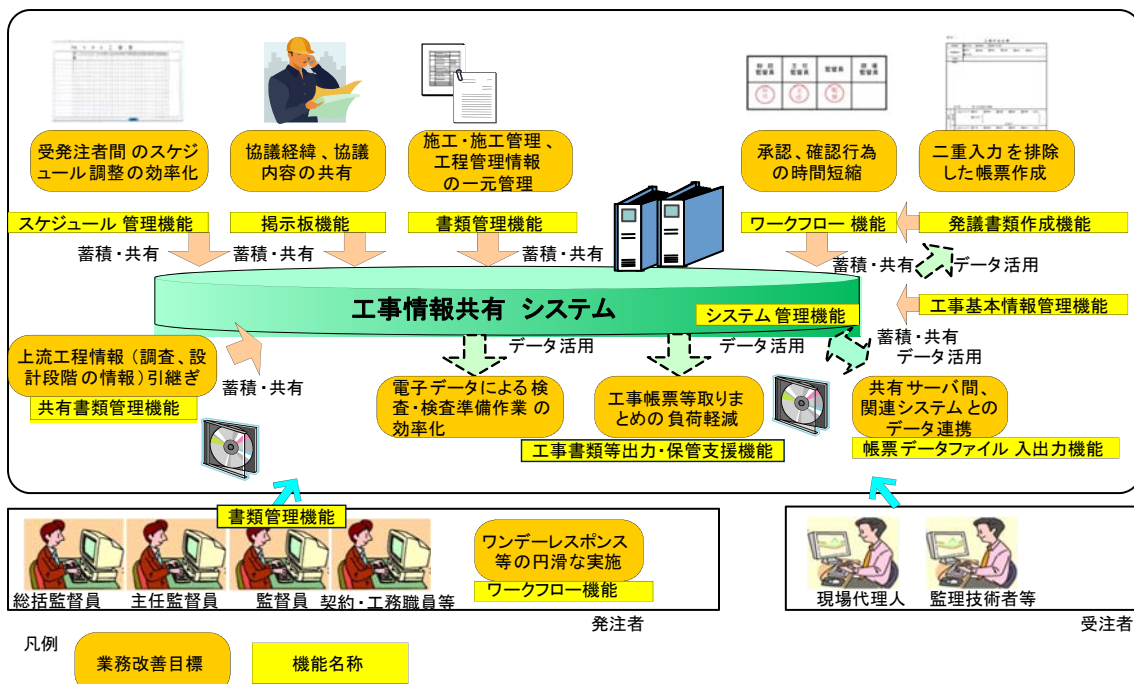 総括
監督員
主任
監督員
監督員
現場
監督員
受発注者間のスケジ
ュール調整の効率化
協議経緯、協議
内容の共有
施工・施工管理、
工程管理情報
の一元管理
承認、確認行為
の時間短縮
二重入力を排除
した帳票作成
スケジュール管理機能
掲示板機能
書類管理機能
ワークフロー機能
発議書類作成機能
蓄積・共有
蓄積・共有
蓄積・共有
蓄積・共有
データ活用
工事情報共有 システム
システム管理機能
工事基本情報管理機能
上流工程情報(調査、設
計段階の情報)引継ぎ
共有書類管理機能
蓄積・共有
データ活用
データ活用
蓄積・共有
データ活用
電子データによる検
査・検査準備作業の
効率化
工事帳票等取りま
とめの負荷軽減
共有サーバ間、
関連システムとの
データ連携
工事書類等出力・保管支援機能
帳票データファイル入出力機能
書類管理機能
ワンデーレスポンス
等の円滑な実施
ワークフロー機能
総括監督員
主任監督員
監督員
契約・工務職員等
発注者
現場代理人
監理技術者等
受注者
凡例
業務改善目標
機能名称